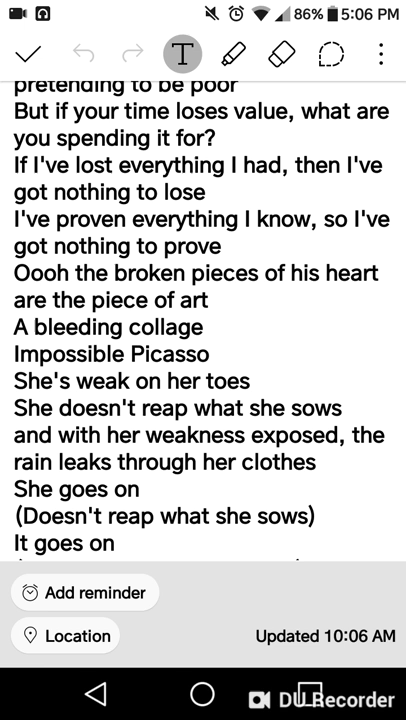 86% 5:06 PM
T
pretending to be poor
But if your time loses value, what are
you spending it for?
If I've lost everything I had, then I've
got nothing to lose
I've proven everything I know, so I've
got nothing to prove
Oooh the broken pieces of his heart
are the piece of art
A bleeding collage
Impossible Picasso
She's weak on her toes
She doesn't reap what she sows
and with her weakness exposed, the
rain leaks through her clothes
She goes on
(Doesn't reap what she sows)
It goes on
Add reminder
Location
Updated 10:06 AM
DU Recorder